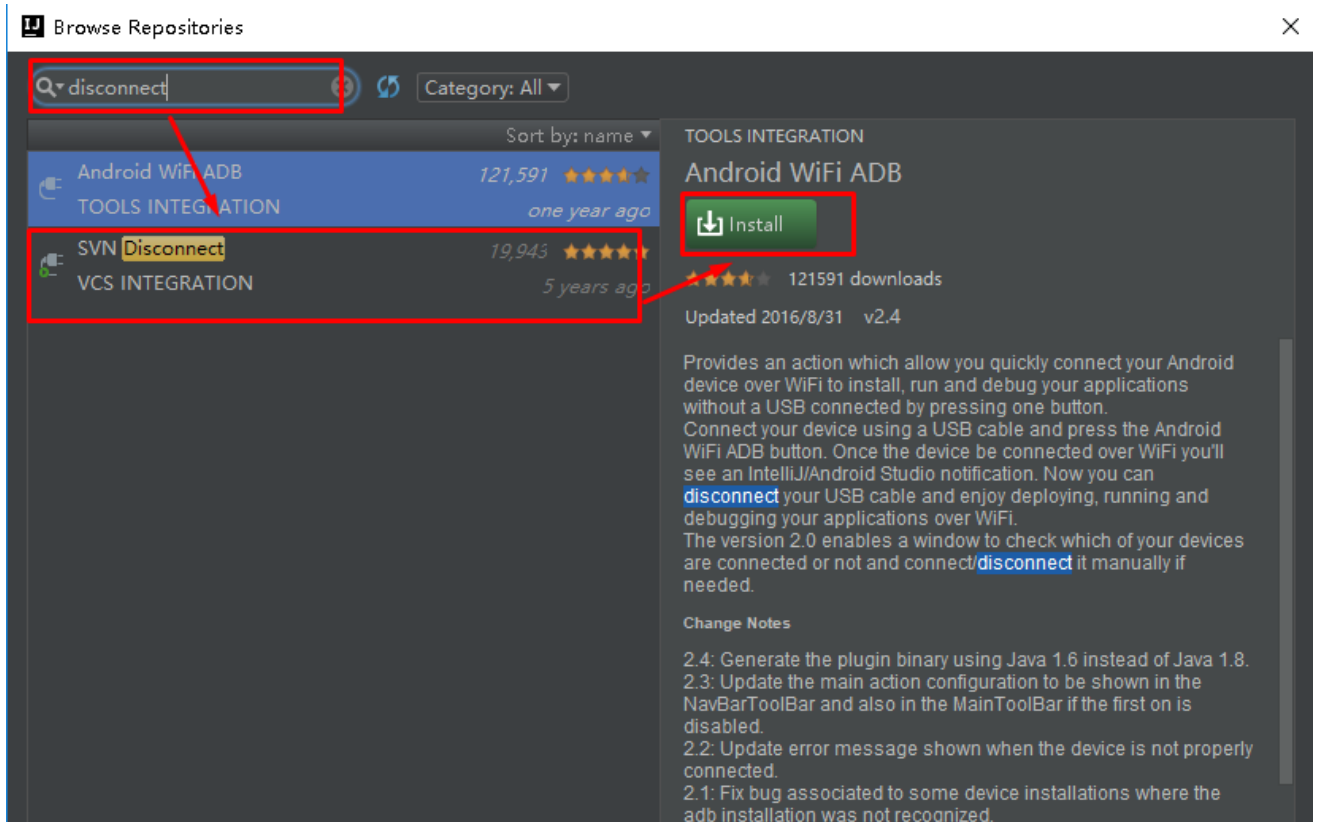 Browse Repositories
disconnect
Category: All
Sort by: name
Android WiFi ADB
121,591
TOOLS INTEGRATION
one year ago
SVN Disconnect
19,943
VCS INTEGRATION
5 years ago
TOOLS INTEGRATION
Android WiFi ADB
Install
121591 downloads
Updated 2016/8/31 v2.4
Provides an action which allow you quickly connect your Android
device over WiFi to install, run and debug your applications
without a USB connected by pressing one button.
Connect your device using a USB cable and press the Android
WiFi ADB button. Once the device be connected over WiFi you'll
see an IntelliJ/Android Studio notification. Now you can
disconnect your USB cable and enjoy deploying, running and
debugging your applications over WiFi.
The version 2.0 enables a window to check which of your devices
are connected or not and connect/disconnect it manually if
needed.
Change Notes
2.4: Generate the plugin binary using Java 1.6 instead of Java 1.8.
2.3: Update the main action configuration to be shown in the
NavBarToolBar and also in the MainToolBar if the first on is
disabled.
2.2: Update error message shown when the device is not properly
connected.
2.1: Fix bug associated to some device installations where the
adb installation was not recognized.